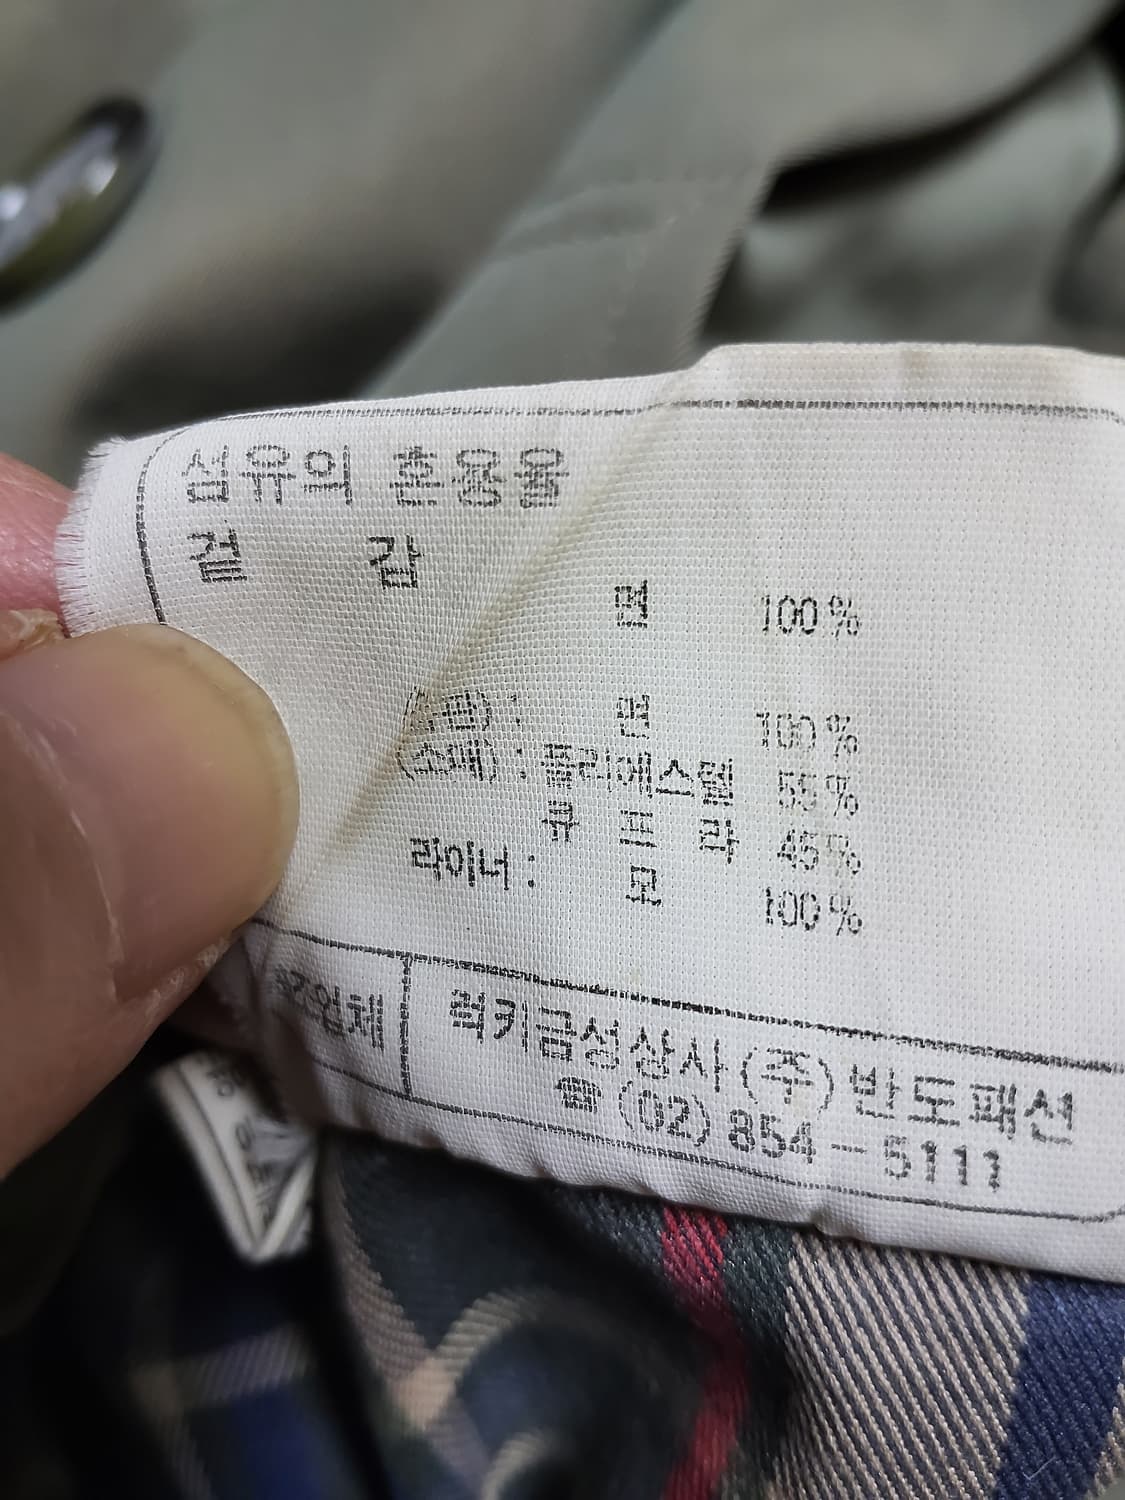 섬유의 혼용율
겉 감
면 100%
면 100%
(소매) : 폴리에스텔 55%
큐 프 라 45%
라이너 : 모 100%
업체 럭키금성상사(주)반도패션
☎(02)854-5111